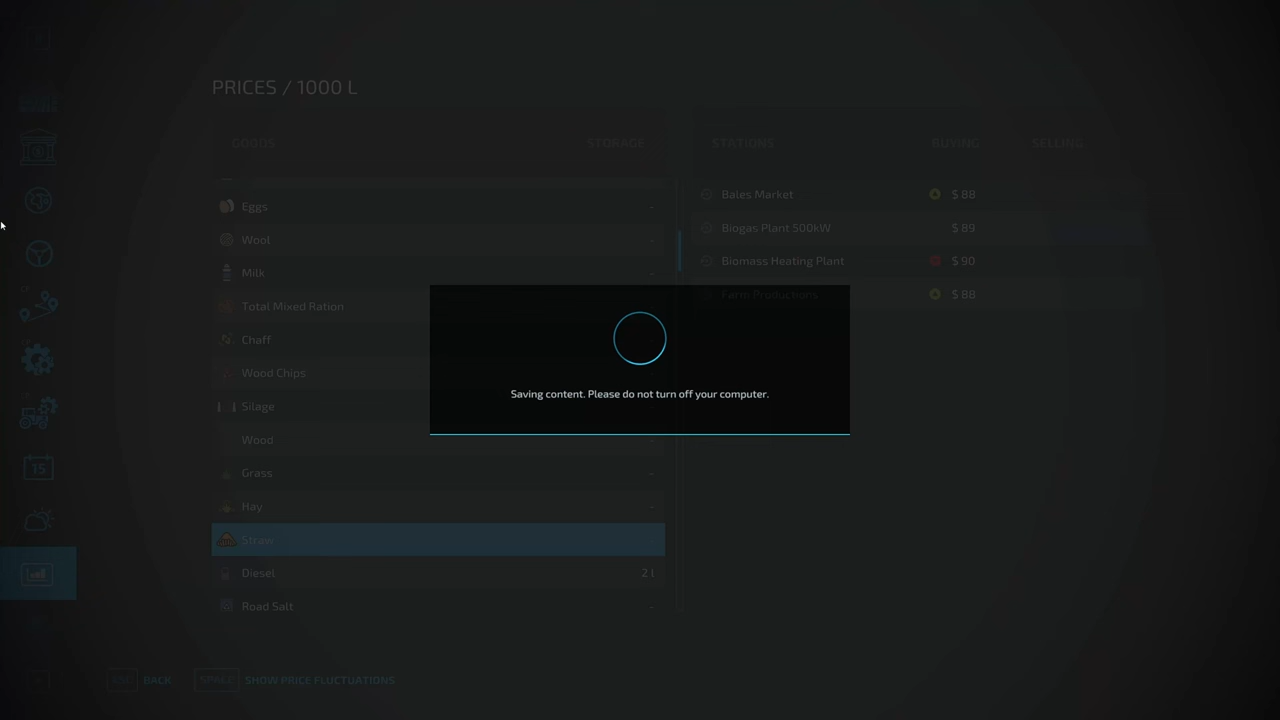 PRICES / 1000 L
GOODS STORAGE
STATIONS BUYING SELLING
Eggs -
Wool -
Milk -
Total Mixed Ration
Chaff
Wood Chips
Silage
Wood -
Grass -
Hay -
Straw
Diesel 2 l
Road Salt -
Bales Market $ 88
Biogas Plant 500kW $ 89
Biomass Heating Plant $ 90
Farm Productions $ 88
Saving content. Please do not turn off your computer.
15
ESC BACK SPACE SHOW PRICE FLUCTUATIONS